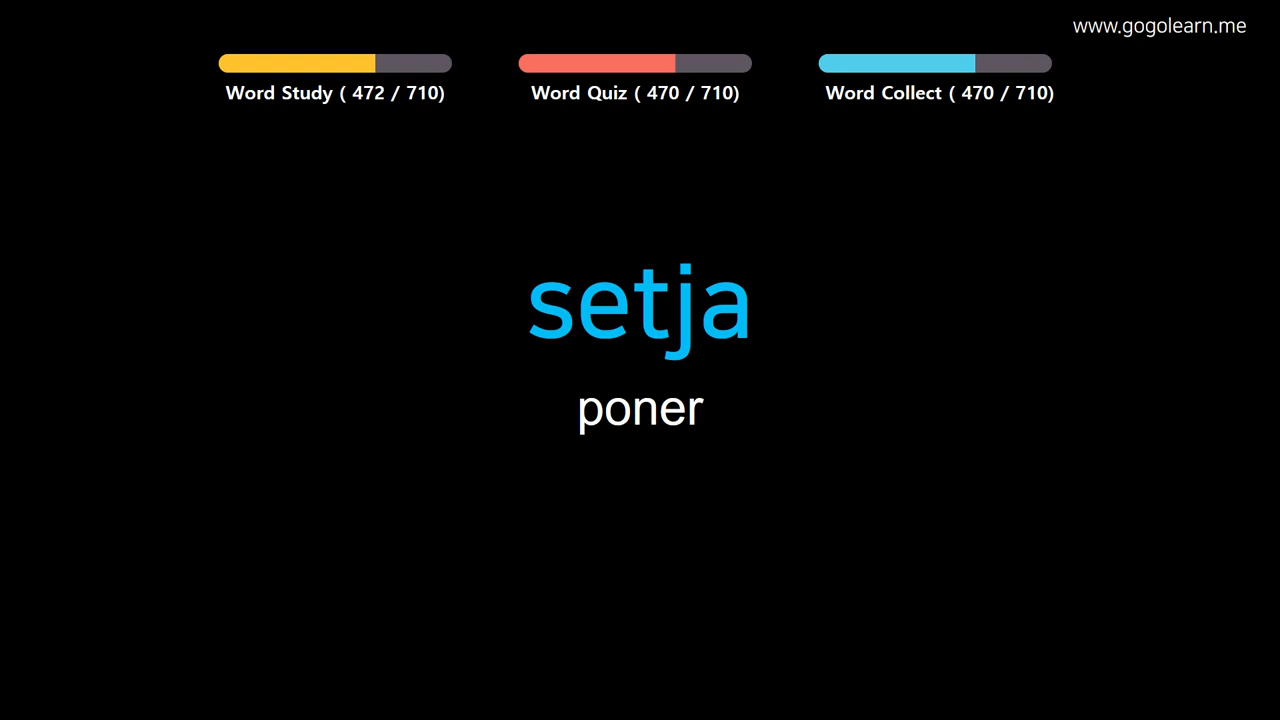 www.gogolearn.me
Word Study ( 472 / 710)
Word Quiz ( 470 / 710)
Word Collect ( 470 / 710)
setja
poner